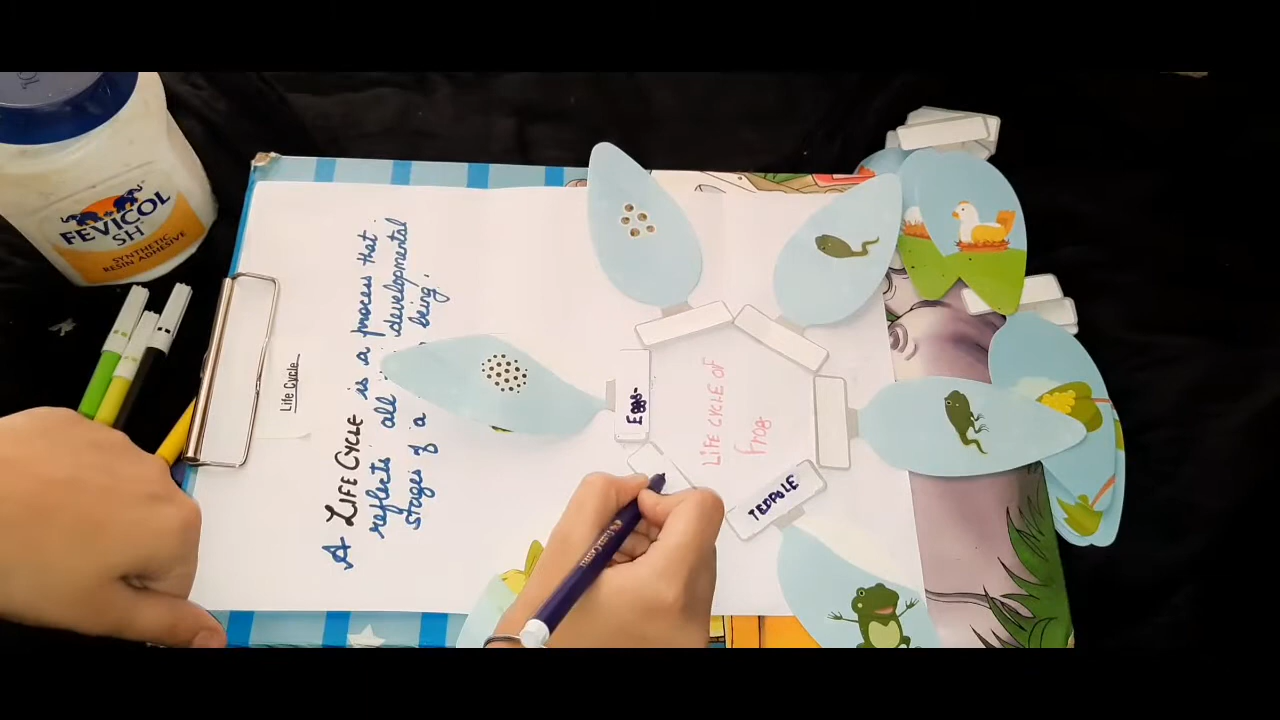 FEVICOL
SH
SYNTHETIC
RESIN ADHESIVE
Life Cycle
A LIFE CYCLE is a process that
reflects all developmental
stages of a being.
Eggs-
LIFE CYCLE OF
frog
TEDPOLE